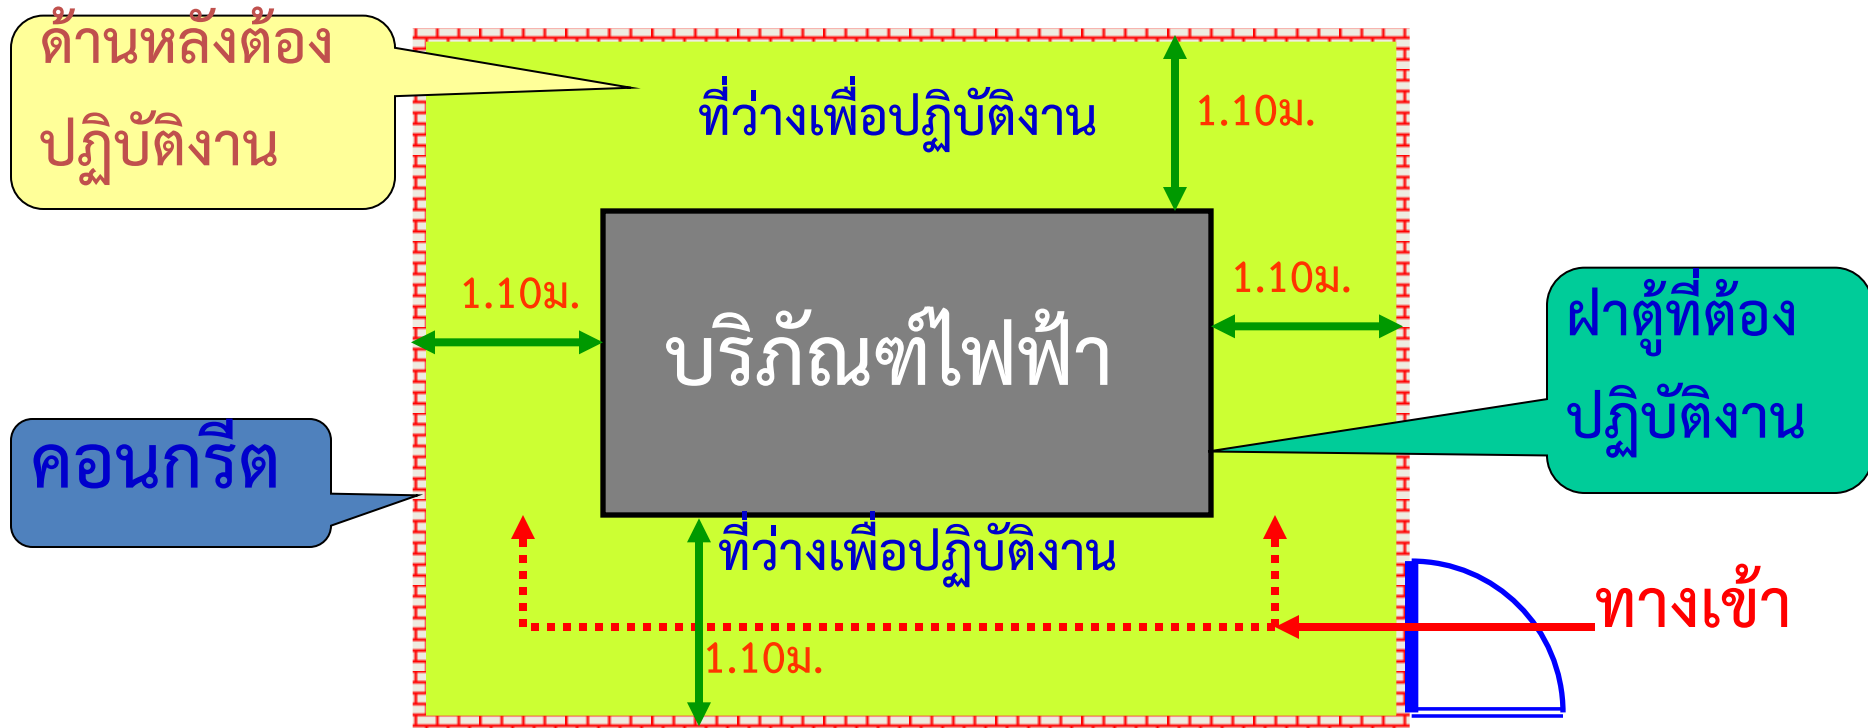 ด้านหลังต้อง
ปฏิบัติงาน
ที่ว่างเพื่อปฏิบัติงาน
1.10ม.
1.10ม.
1.10ม.
บริภัณฑ์ไฟฟ้า
ฝาตู้ที่ต้อง
ปฏิบัติงาน
คอนกรีต
ที่ว่างเพื่อปฏิบัติงาน
ทางเข้า
1.10ม.